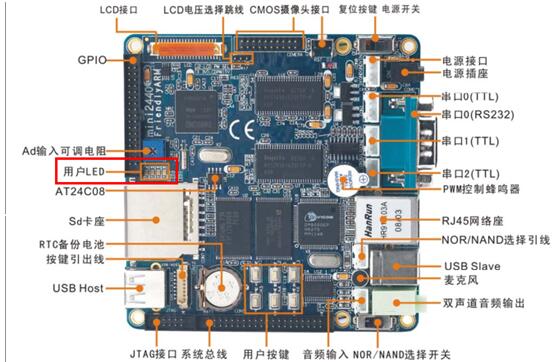 LCD接口
LCD电压选择跳线
CMOS摄像头接口
复位按键
电源开关
GPIO
电源接口
电源插座
串口0(TTL)
串口0(RS232)
串口1(TTL)
串口2(TTL)
PWM控制蜂鸣器
Ad输入可调电阻
用户LED
AT24C08
Sd卡座
RTC备份电池
按键引出线
USB Host
RJ45网络座
NOR/NAND选择引线
USB Slave
麦克风
双声道音频输出
JTAG接口
系统总线
用户按键
音频输入
NOR/NAND选择开关
mini2440
FriendlyARM
CE
HanRun
08/03